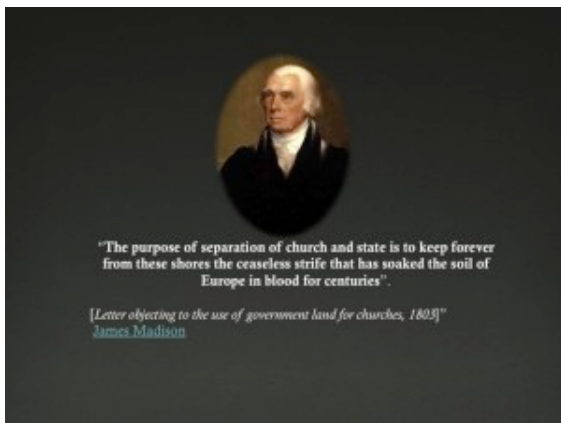 "The purpose of separation of church and state is to keep forever
from these shores the ceaseless strife that has soaked the soil of
Europe in blood for centuries".
[Letter objecting to the use of government land for churches, 1803]"
James Madison